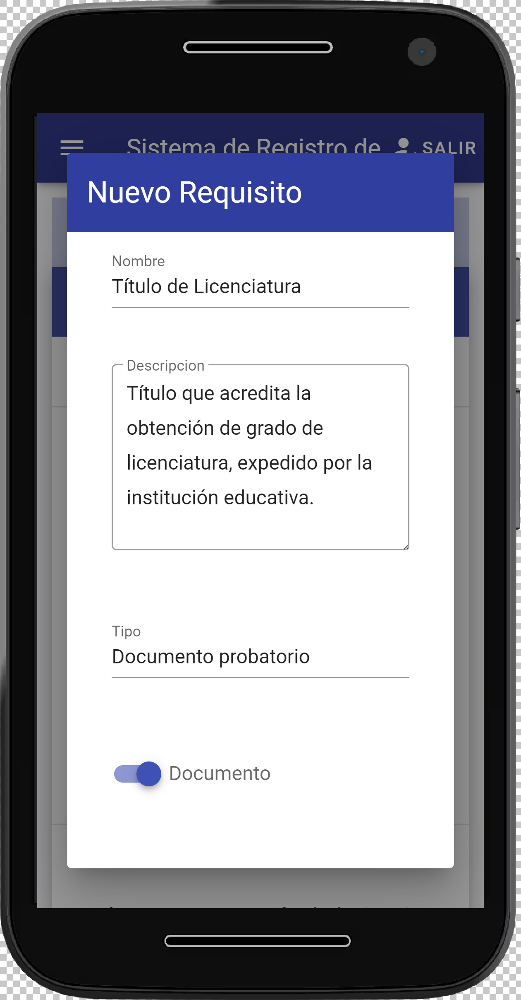 Sistema de Registro de SALIR
Nuevo Requisito
Nombre
Título de Licenciatura
Descripcion
Título que acredita la
obtención de grado de
licenciatura, expedido por la
institución educativa.
Tipo
Documento probatorio
Documento